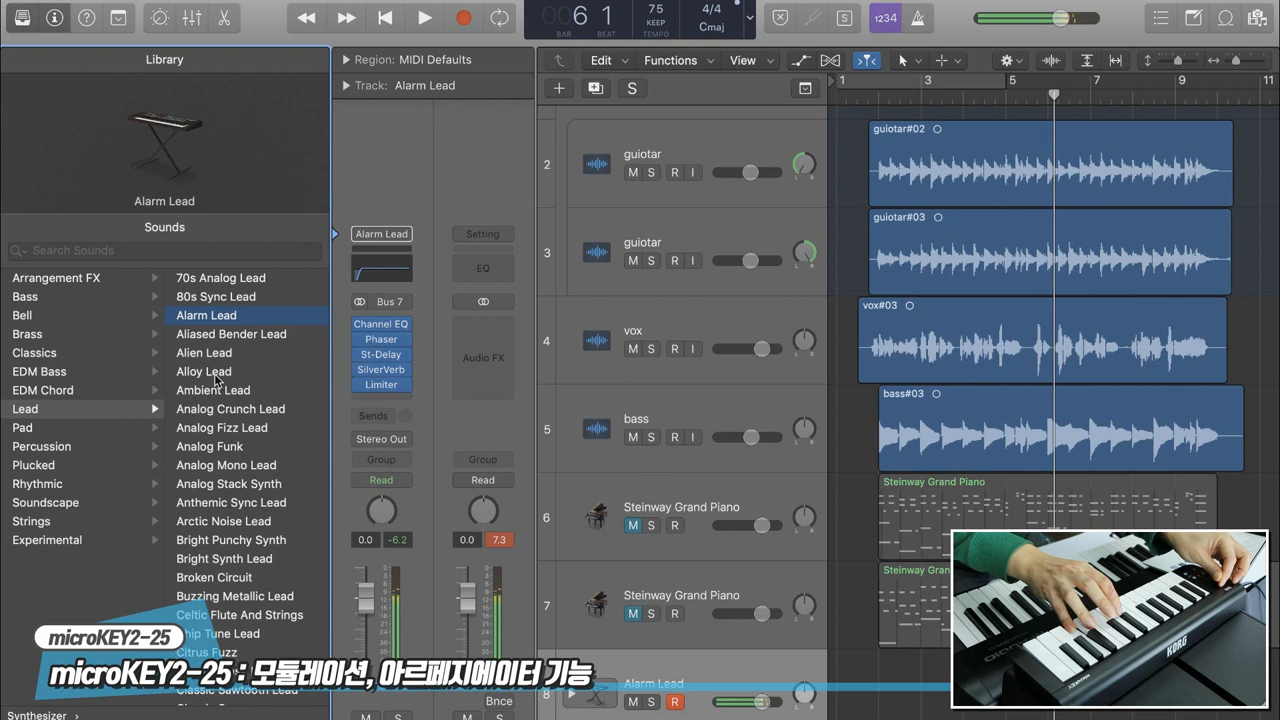 6 1
BAR BEAT
75
KEEP
TEMPO
4/4
Cmaj
1234
Library
Alarm Lead
Sounds
Search Sounds
Arrangement FX
Bass
Bell
Brass
Classics
EDM Bass
EDM Chord
Lead
Pad
Percussion
Plucked
Rhythmic
Soundscape
Strings
Experimental
70s Analog Lead
80s Sync Lead
Alarm Lead
Aliased Bender Lead
Alien Lead
Alloy Lead
Ambient Lead
Analog Crunch Lead
Analog Fizz Lead
Analog Funk
Analog Mono Lead
Analog Stack Synth
Anthemic Sync Lead
Arctic Noise Lead
Bright Punchy Synth
Bright Synth Lead
Broken Circuit
Buzzing Metallic Lead
Celtic Flute And Strings
Citrus Fuzz
Classic Sawtooth Lead
Synthesizer
Region: MIDI Defaults
Track: Alarm Lead
Alarm Lead
Bus 7
Channel EQ
Phaser
St-Delay
SilverVerb
Limiter
Sends
Stereo Out
Group
Read
0.0 -6.2
Setting
EQ
Audio FX
Group
Read
0.0 7.3
Bnce
M M S
Edit Functions View
S
1 3 5 7 9 11
2 guiotar
M S R I
3 guiotar
M S R I
4 vox
M S R I
5 bass
M S R I
6 Steinway Grand Piano
M S R
7 Steinway Grand Piano
M S R
8 Alarm Lead
M S R
guiotar#02
guiotar#03
vox#03
bass#03
Steinway Grand Piano
Steinway Gran
KORG
microKEY2-25
microKEY2-25 : 모듈레이션, 아르페지에이터 기능